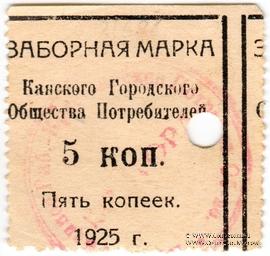 ЗАБОРНАЯ МАРКА
Канского Городского
Общества Потребителей
5 коп.
Пять копеек.
1925 г.